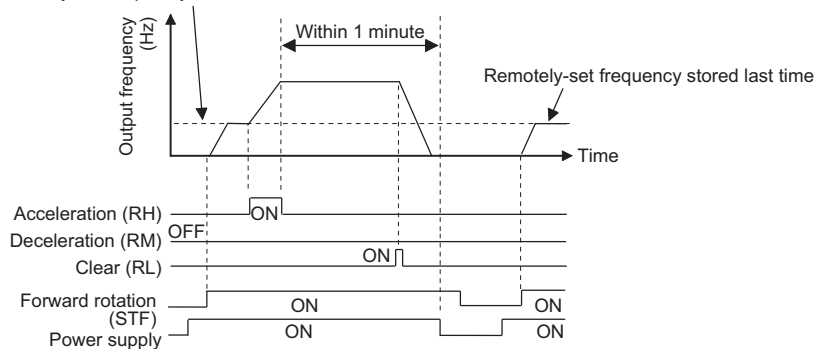 Output frequency
(Hz)
Within 1 minute
Remotely-set frequency stored last time
Time
Acceleration (RH)
ON
Deceleration (RM)
OFF
Clear (RL)
ON
Forward rotation
(STF)
ON
ON
Power supply
ON
ON